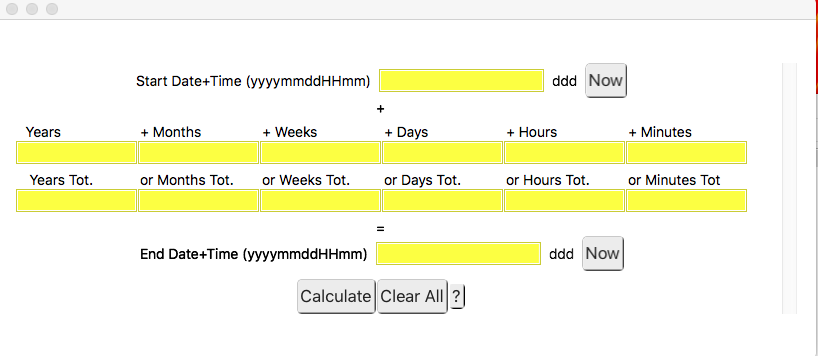 Start Date+Time (yyyymmddHHmm) ddd Now
+
Years + Months + Weeks + Days + Hours + Minutes
Years Tot. or Months Tot. or Weeks Tot. or Days Tot. or Hours Tot. or Minutes Tot
=
End Date+Time (yyyymmddHHmm) ddd Now
Calculate Clear All ?